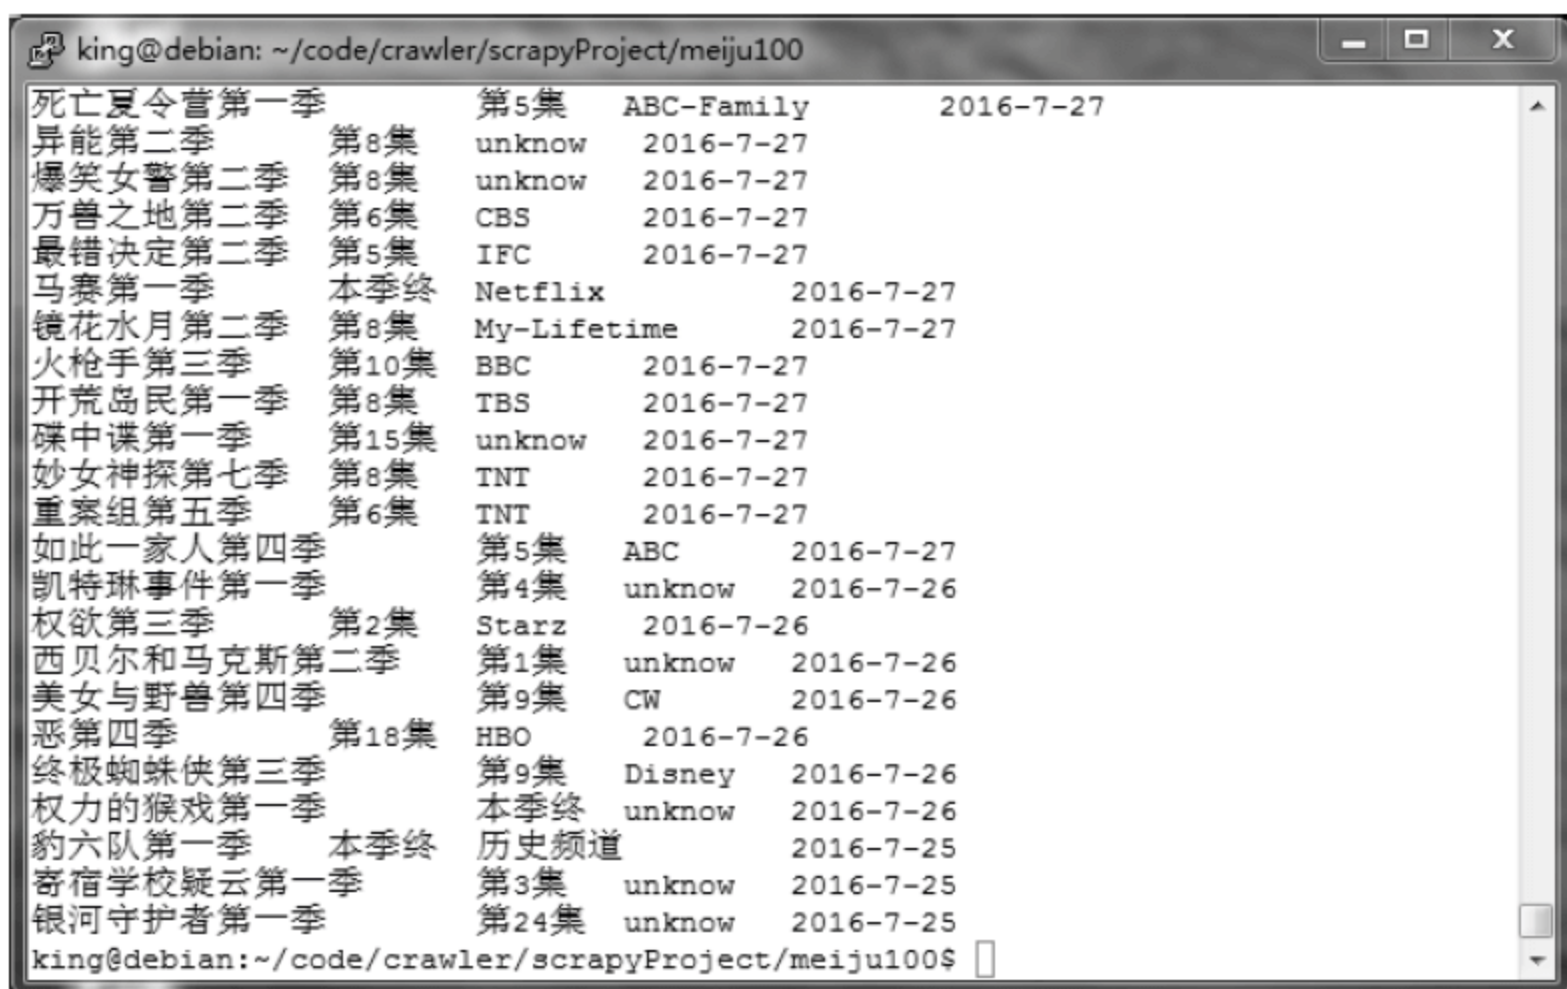 king@debian: ~/code/crawler/scrapyProject/meiju100
死亡夏令营第一季 第5集 ABC-Family 2016-7-27
异能第二季 第8集 unknow 2016-7-27
爆笑女警第二季 第8集 unknow 2016-7-27
万兽之地第二季 第6集 CBS 2016-7-27
最错决定第二季 第5集 IFC 2016-7-27
马赛第一季 本季终 Netflix 2016-7-27
镜花水月第二季 第8集 My-Lifetime 2016-7-27
火枪手第三季 第10集 BBC 2016-7-27
开荒岛民第一季 第8集 TBS 2016-7-27
碟中谍第一季 第15集 unknow 2016-7-27
妙女神探第七季 第8集 TNT 2016-7-27
重案组第五季 第6集 TNT 2016-7-27
如此一家人第四季 第5集 ABC 2016-7-27
凯特琳事件第一季 第4集 unknow 2016-7-26
权欲第三季 第2集 Starz 2016-7-26
西贝尔和马克斯第二季 第1集 unknow 2016-7-26
美女与野兽第四季 第9集 CW 2016-7-26
恶第四季 第18集 HBO 2016-7-26
终极蜘蛛侠第三季 第9集 Disney 2016-7-26
权力的猴戏第一季 本季终 unknow 2016-7-26
豹六队第一季 本季终 历史频道 2016-7-25
寄宿学校疑云第一季 第3集 unknow 2016-7-25
银河守护者第一季 第24集 unknow 2016-7-25
king@debian:~/code/crawler/scrapyProject/meiju100$